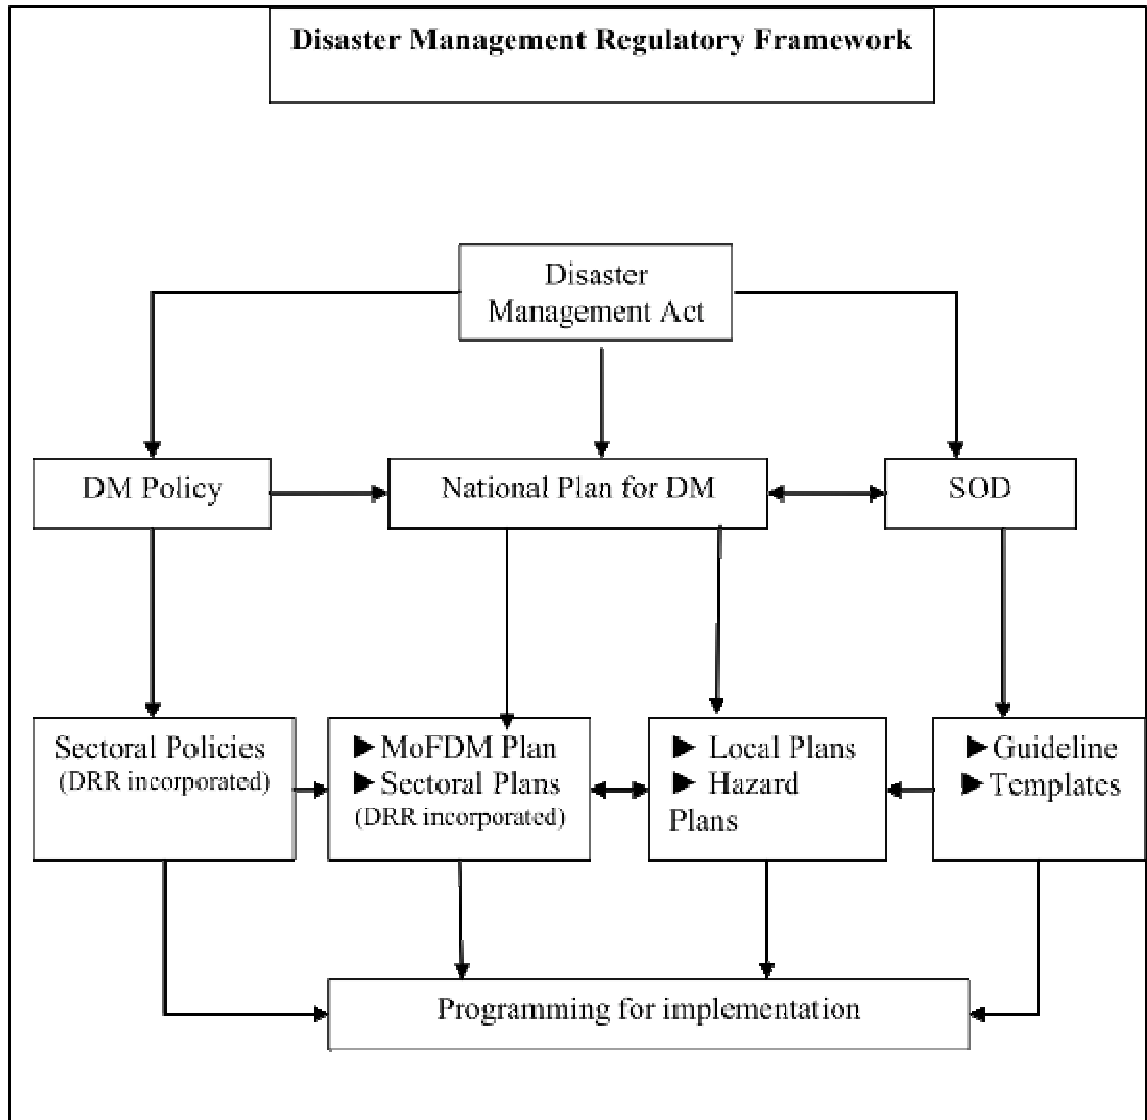 Disaster Management Regulatory Framework
Disaster
Management Act
DM Policy
National Plan for DM
SOD
Sectoral Policies
(DRR incorporated)
►MoFDM Plan
►Sectoral Plans
(DRR incorporated)
► Local Plans
► Hazard
Plans
►Guideline
►Templates
Programming for implementation